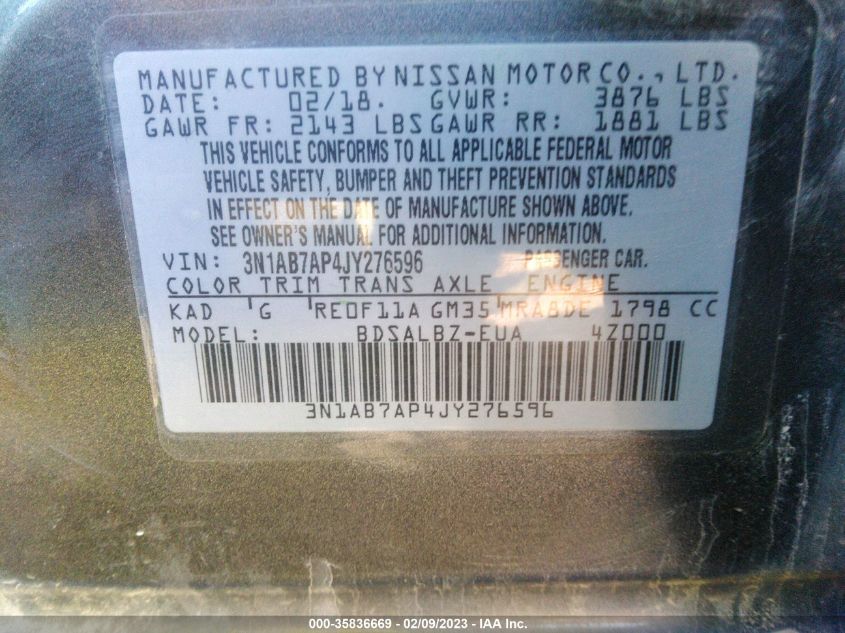 MANUFACTURED BY NISSAN MOTOR CO., LTD.
DATE: 02/18. GVWR: 3876 LBS
GAWR FR: 2143 LBS GAWR RR: 1881 LBS
THIS VEHICLE CONFORMS TO ALL APPLICABLE FEDERAL MOTOR
VEHICLE SAFETY, BUMPER AND THEFT PREVENTION STANDARDS
IN EFFECT ON THE DATE OF MANUFACTURE SHOWN ABOVE.
SEE OWNER'S MANUAL FOR ADDITIONAL INFORMATION.
VIN: 3N1AB7AP4JY276596 PASSENGER CAR.
COLOR TRIM TRANS AXLE ENGINE
KAD G RE0F11A GM35 MRA8DE 1798 CC
MODEL: BDSALBZ-EUA 4Z000
3N1AB7AP4JY276596
000-35836669 - 02/09/2023 - IAA Inc.